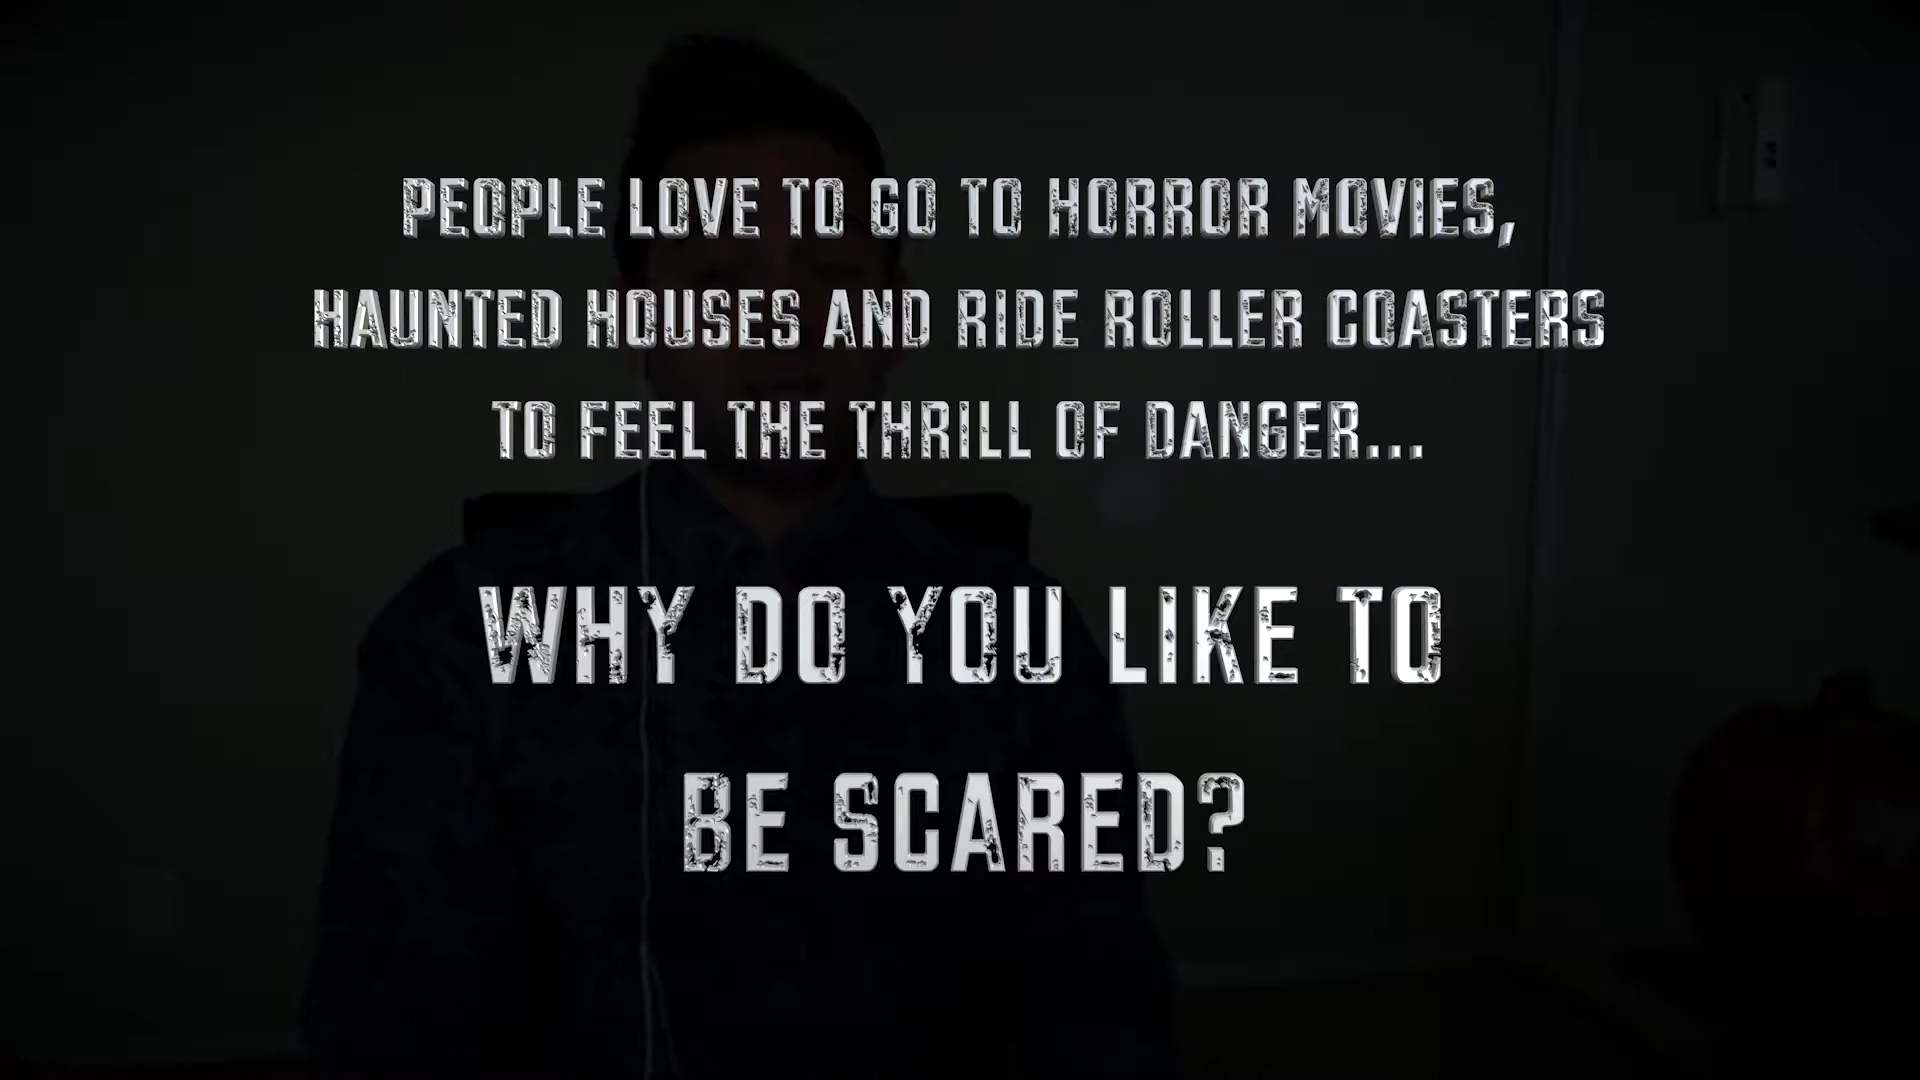 PEOPLE LOVE TO GO TO HORROR MOVIES,
HAUNTED HOUSES AND RIDE ROLLER COASTERS
TO FEEL THE THRILL OF DANGER...
WHY DO YOU LIKE TO
BE SCARED?